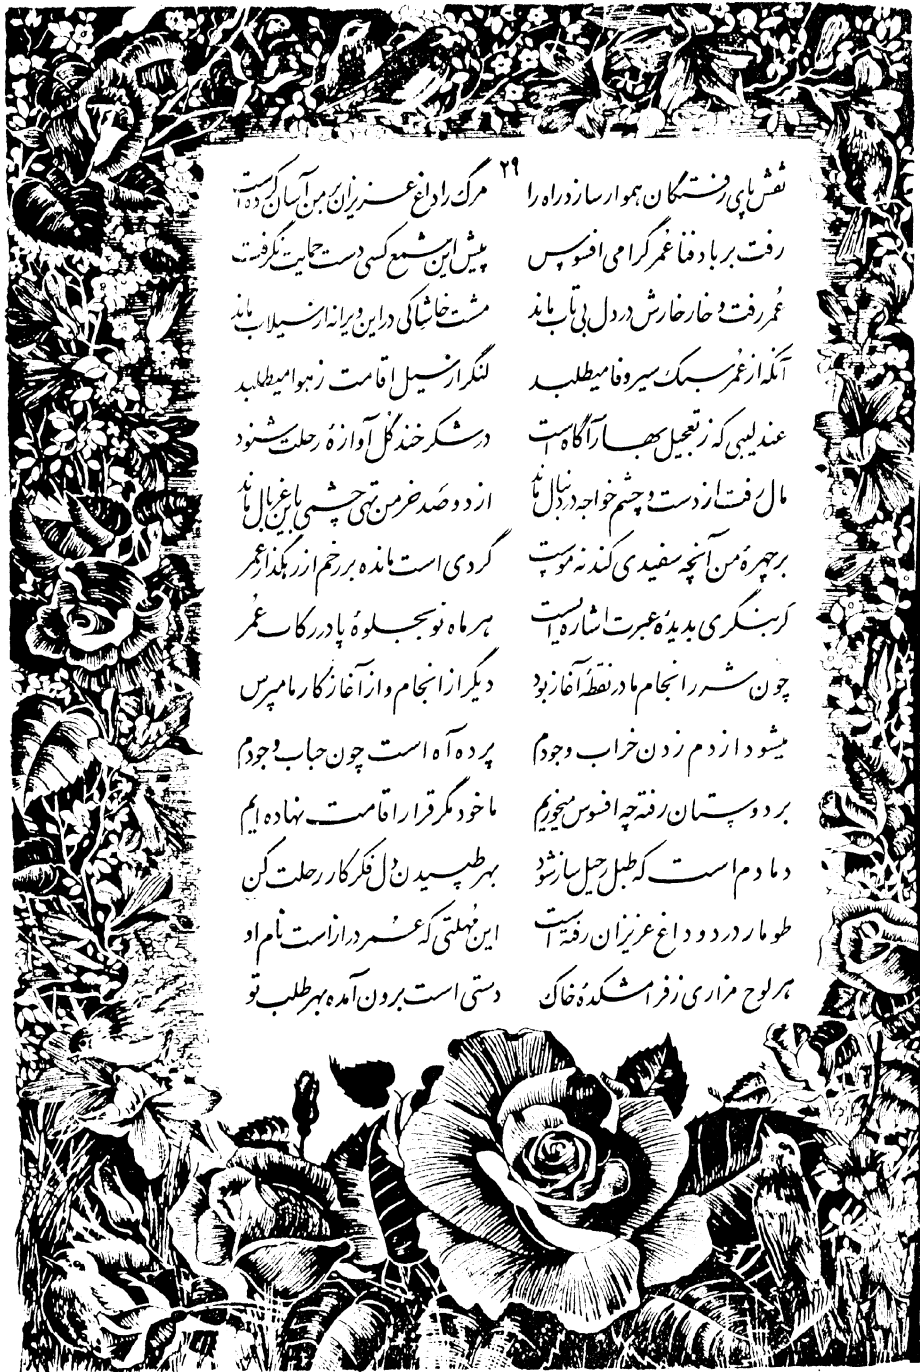 ۲۹
نقش پای رفتگان هموار سازد راه را مرگ را داغ عزیزان بر من آسان کرده است
رفت بر باد فنا عمر گرامی افسوس پیش این شمع کسی دست حمایت نگرفت
عُمر رفت و خار خارش در دل بی تاب ماند مشت خاشاکی در این ویرانه از سیلاب ماند
آنکه از عُمر سبک سیر وفا میطلبد لنگر از سیل اقامت ز هوا میطلبد
عندلیبی که ز تعجیل بهار آگاه است در شکر خند گُل آوازهٔ رحلت شنود
مال رفت از دست و چشم خواجه در دنبال ماند از دو صد خرمن تهی چشمی باین غربال ماند
بر چهرهٔ من آنچه سفیدی کند نه موست گردی است مانده بر رخم از رهگذار عمر
گر بنگری بدیدهٔ عبرت اشاره ایست هر ماه نو بجلوهٔ پا در رکاب عُمر
چون شرر انجام ما در نقطهٔ آغاز بود دیگر از انجام و از آغاز کار ما مپرس
میشود از دم زدن خراب وجودم پرده آه است چون حباب وجودم
بر دوستان رفته چه افسوس میخوریم ما خود مگر قرار اقامت نهاده ایم
دمادم است که طبل رحیل ساز شود بهر طپیدن دل فکر کار رحلت کن
طومار درد و داغ عزیزان رفته است این مُهلتی که عُمر دراز است نام او
هر لوح مزاری ز فرامشکدهٔ خاک دستی است برون آمده بهر طلب تو